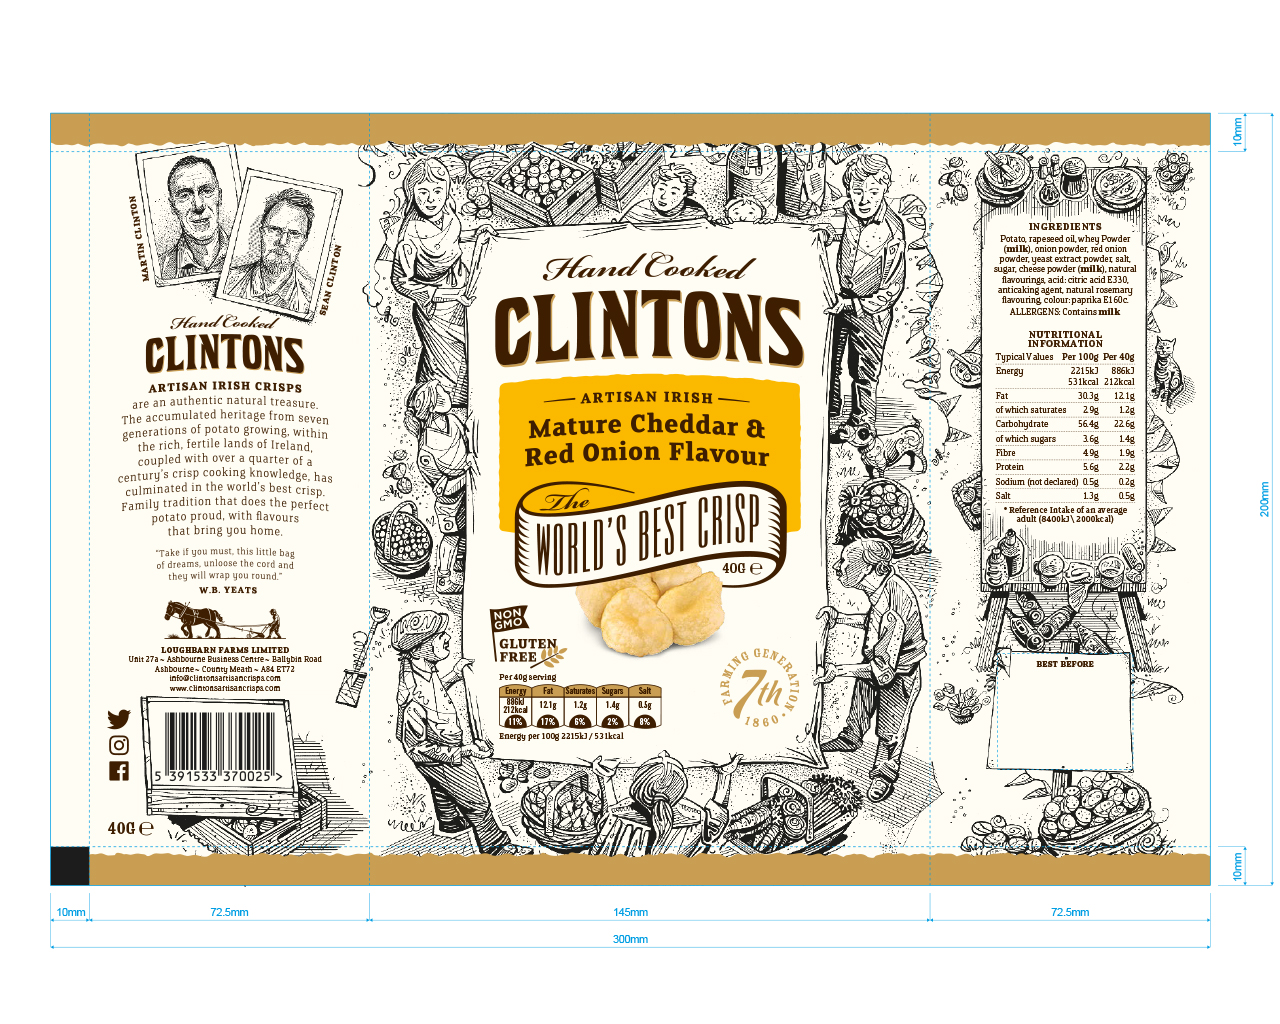 MARTIN CLINTON
SEAN CLINTON
Hand Cooked
CLINTONS
ARTISAN IRISH CRISPS
are an authentic natural treasure.
The accumulated heritage from seven
generations of potato growing, within
the rich, fertile lands of Ireland,
coupled with over a quarter of a
century's crisp cooking knowledge, has
culminated in the world's best crisp.
Family tradition that does the perfect
potato proud, with flavours
that bring you home.
"Take if you must, this little bag
of dreams, unloose the cord and
they will wrap you round."
W.B. YEATS
LOUGHBARN FARMS LIMITED
Unit 27a ~ Ashbourne Business Centre ~ Ballybin Road
Ashbourne ~ County Meath ~ A84 ET72
info@clintonsartisancrisps.com
www.clintonsartisancrisps.com
5 391533 370025 >
40G ℮
Hand Cooked
CLINTONS
ARTISAN IRISH
Mature Cheddar &
Red Onion Flavour
The
WORLD'S BEST CRISP
40G ℮
NON
GMO
GLUTEN
FREE
Per 40g serving
Energy Fat Saturates Sugars Salt
886kJ
212kcal 12.1g 1.2g 1.4g 0.5g
11% 17% 6% 2% 8%
Energy per 100g 2215kJ / 531kcal
FARMING GENERATION
7th
1860
INGREDIENTS
Potato, rapeseed oil, whey Powder
(milk), onion powder, red onion
powder, yeast extract powder, salt,
sugar, cheese powder (milk), natural
flavourings, acid: citric acid E330,
anticaking agent, natural rosemary
flavouring, colour: paprika E160c.
ALLERGENS: Contains milk
NUTRITIONAL
INFORMATION
Typical Values Per 100g Per 40g
Energy 2215kJ 886kJ
531kcal 212kcal
Fat 30.3g 12.1g
of which saturates 2.9g 1.2g
Carbohydrate 56.4g 22.6g
of which sugars 3.6g 1.4g
Fibre 4.9g 1.9g
Protein 5.6g 2.2g
Sodium (not declared) 0.5g 0.2g
Salt 1.3g 0.5g
* Reference Intake of an average
adult (8400kJ \ 2000kcal)
BEST BEFORE
10mm
200mm
10mm
10mm
72.5mm
145mm
72.5mm
300mm